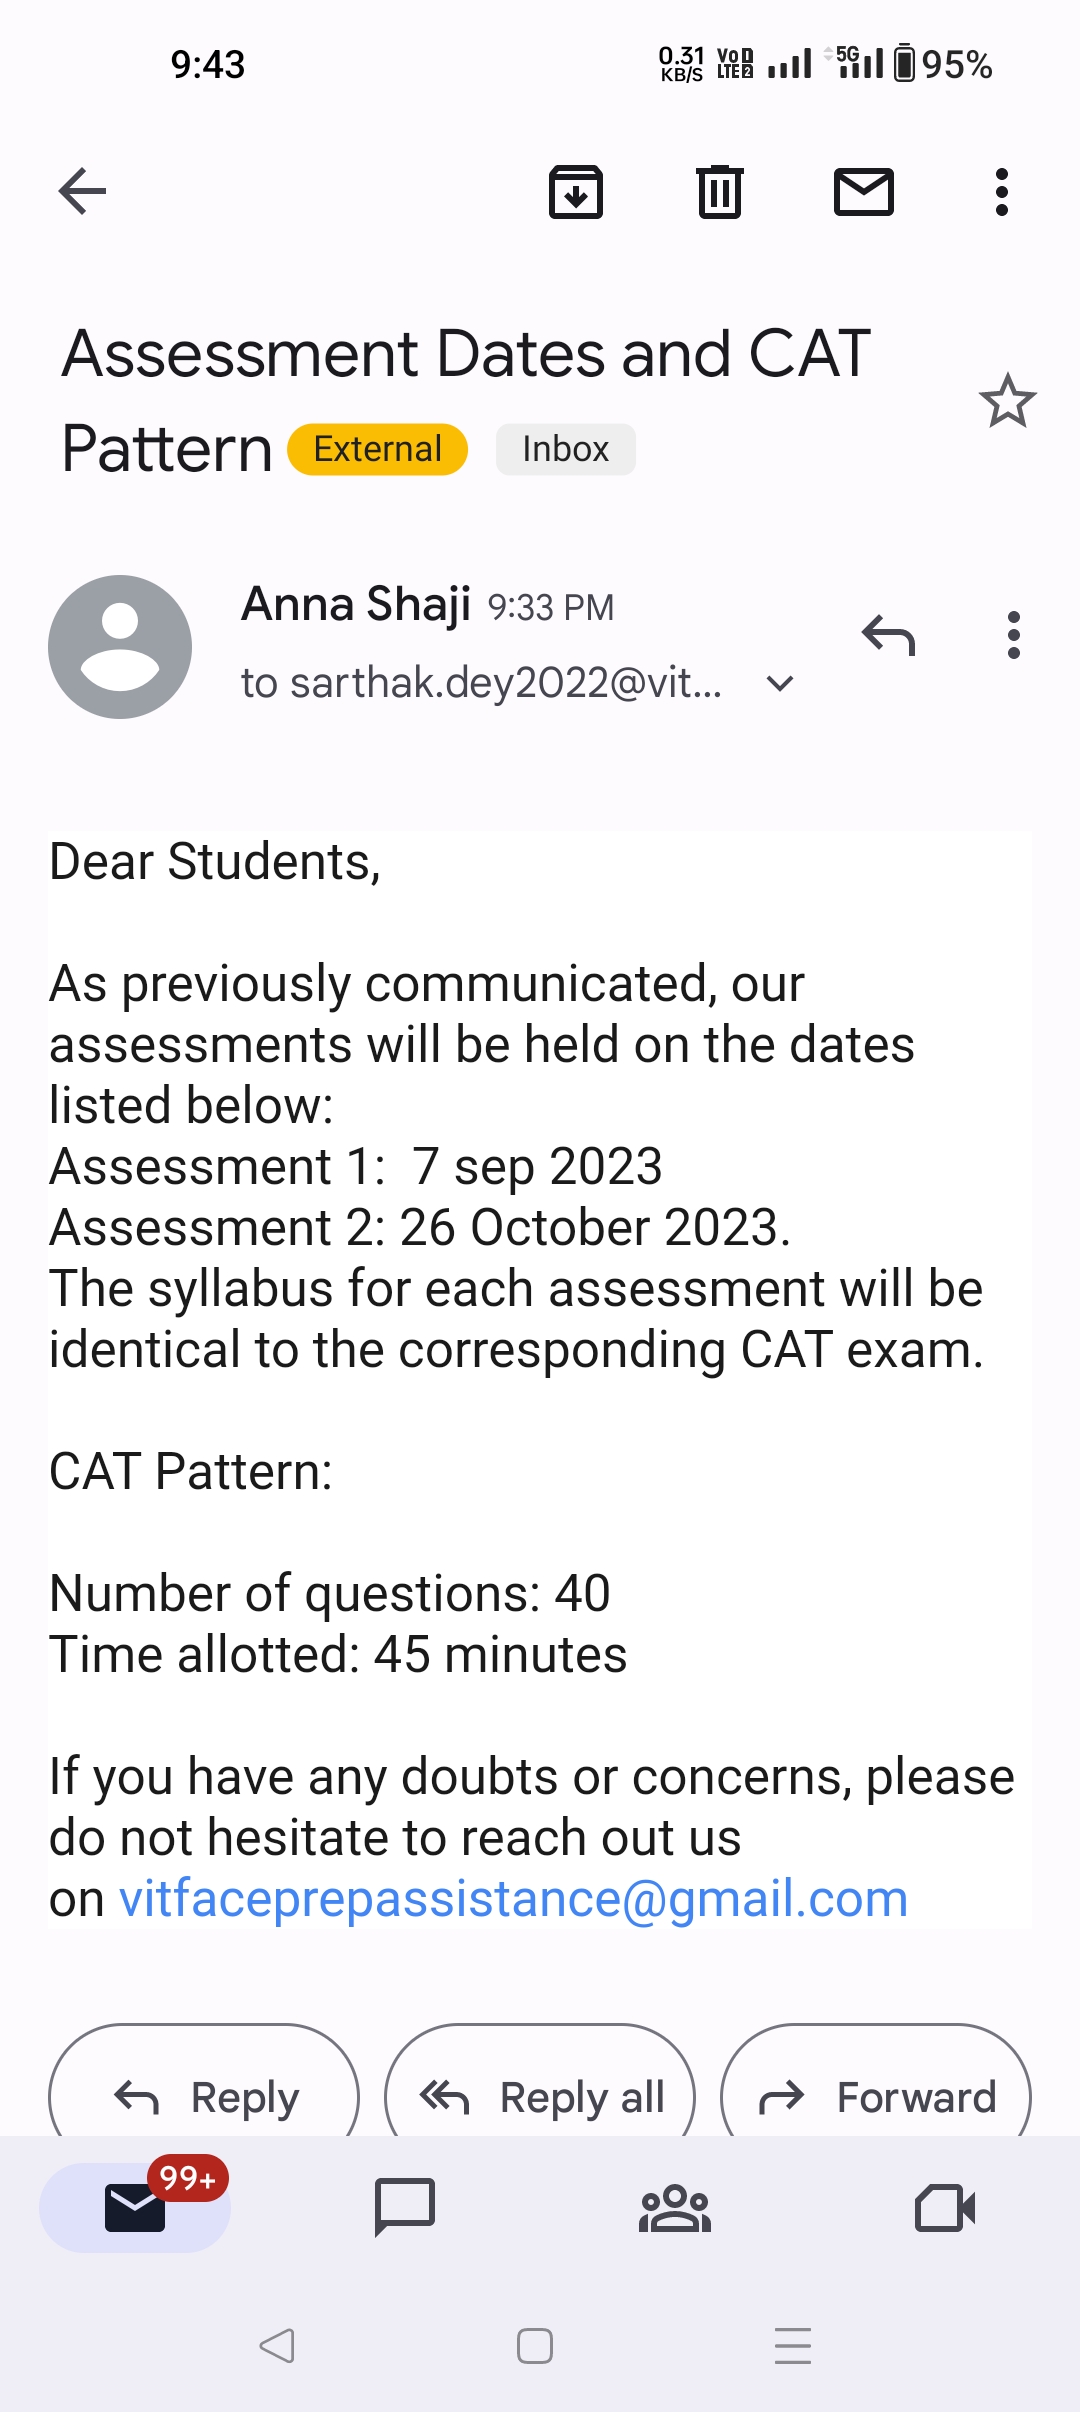 9:43
0.31 KB/S Vo 1 LTE 2 5G 95%
Assessment Dates and CAT
Pattern External Inbox
Anna Shaji 9:33 PM
to sarthak.dey2022@vit...
Dear Students,
As previously communicated, our
assessments will be held on the dates
listed below:
Assessment 1:  7 sep 2023
Assessment 2: 26 October 2023.
The syllabus for each assessment will be
identical to the corresponding CAT exam.
CAT Pattern:
Number of questions: 40
Time allotted: 45 minutes
If you have any doubts or concerns, please
do not hesitate to reach out us
on vitfaceprepassistance@gmail.com
Reply Reply all Forward
99+